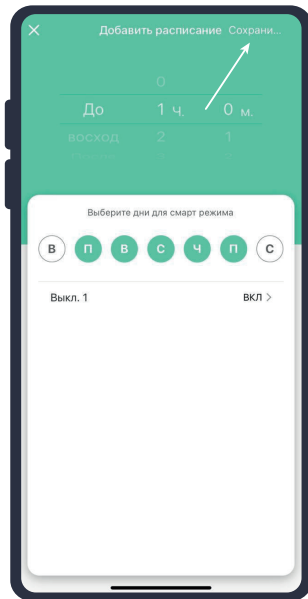 × Добавить расписание Сохрани...
0
До 1 ч. 0 м.
восход 2 1
Выберите дни для смарт режима
В П В С Ч П С
Выкл. 1 ВКЛ >